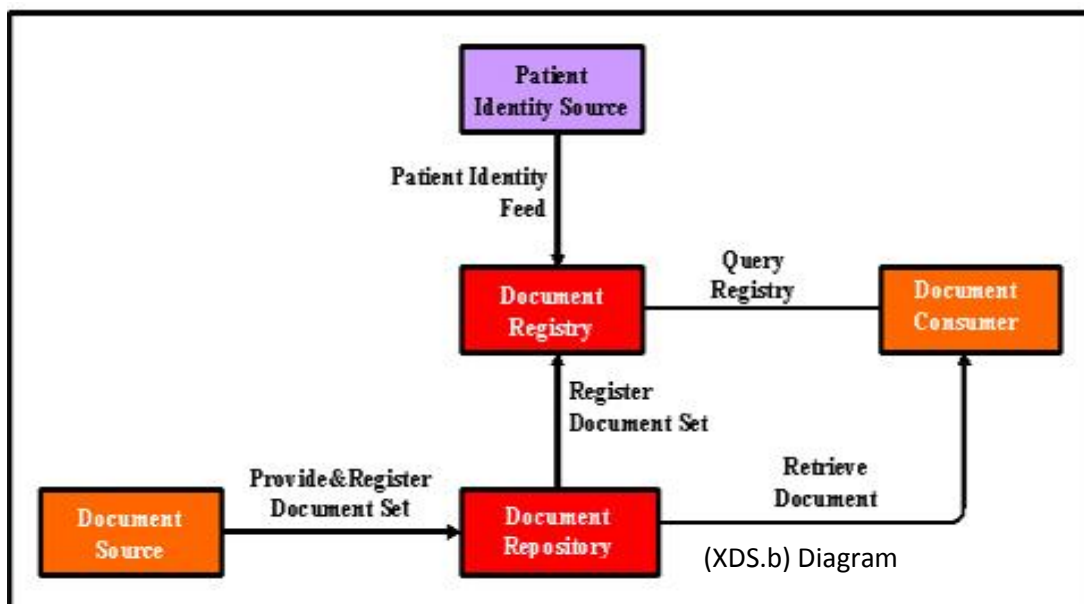 Patient
Identity Source
Patient Identity
Feed
Document
Registry
Query
Registry
Document
Consumer
Register
Document Set
Provide&Register
Document Set
Retrieve
Document
Document
Source
Document
Repository
(XDS.b) Diagram